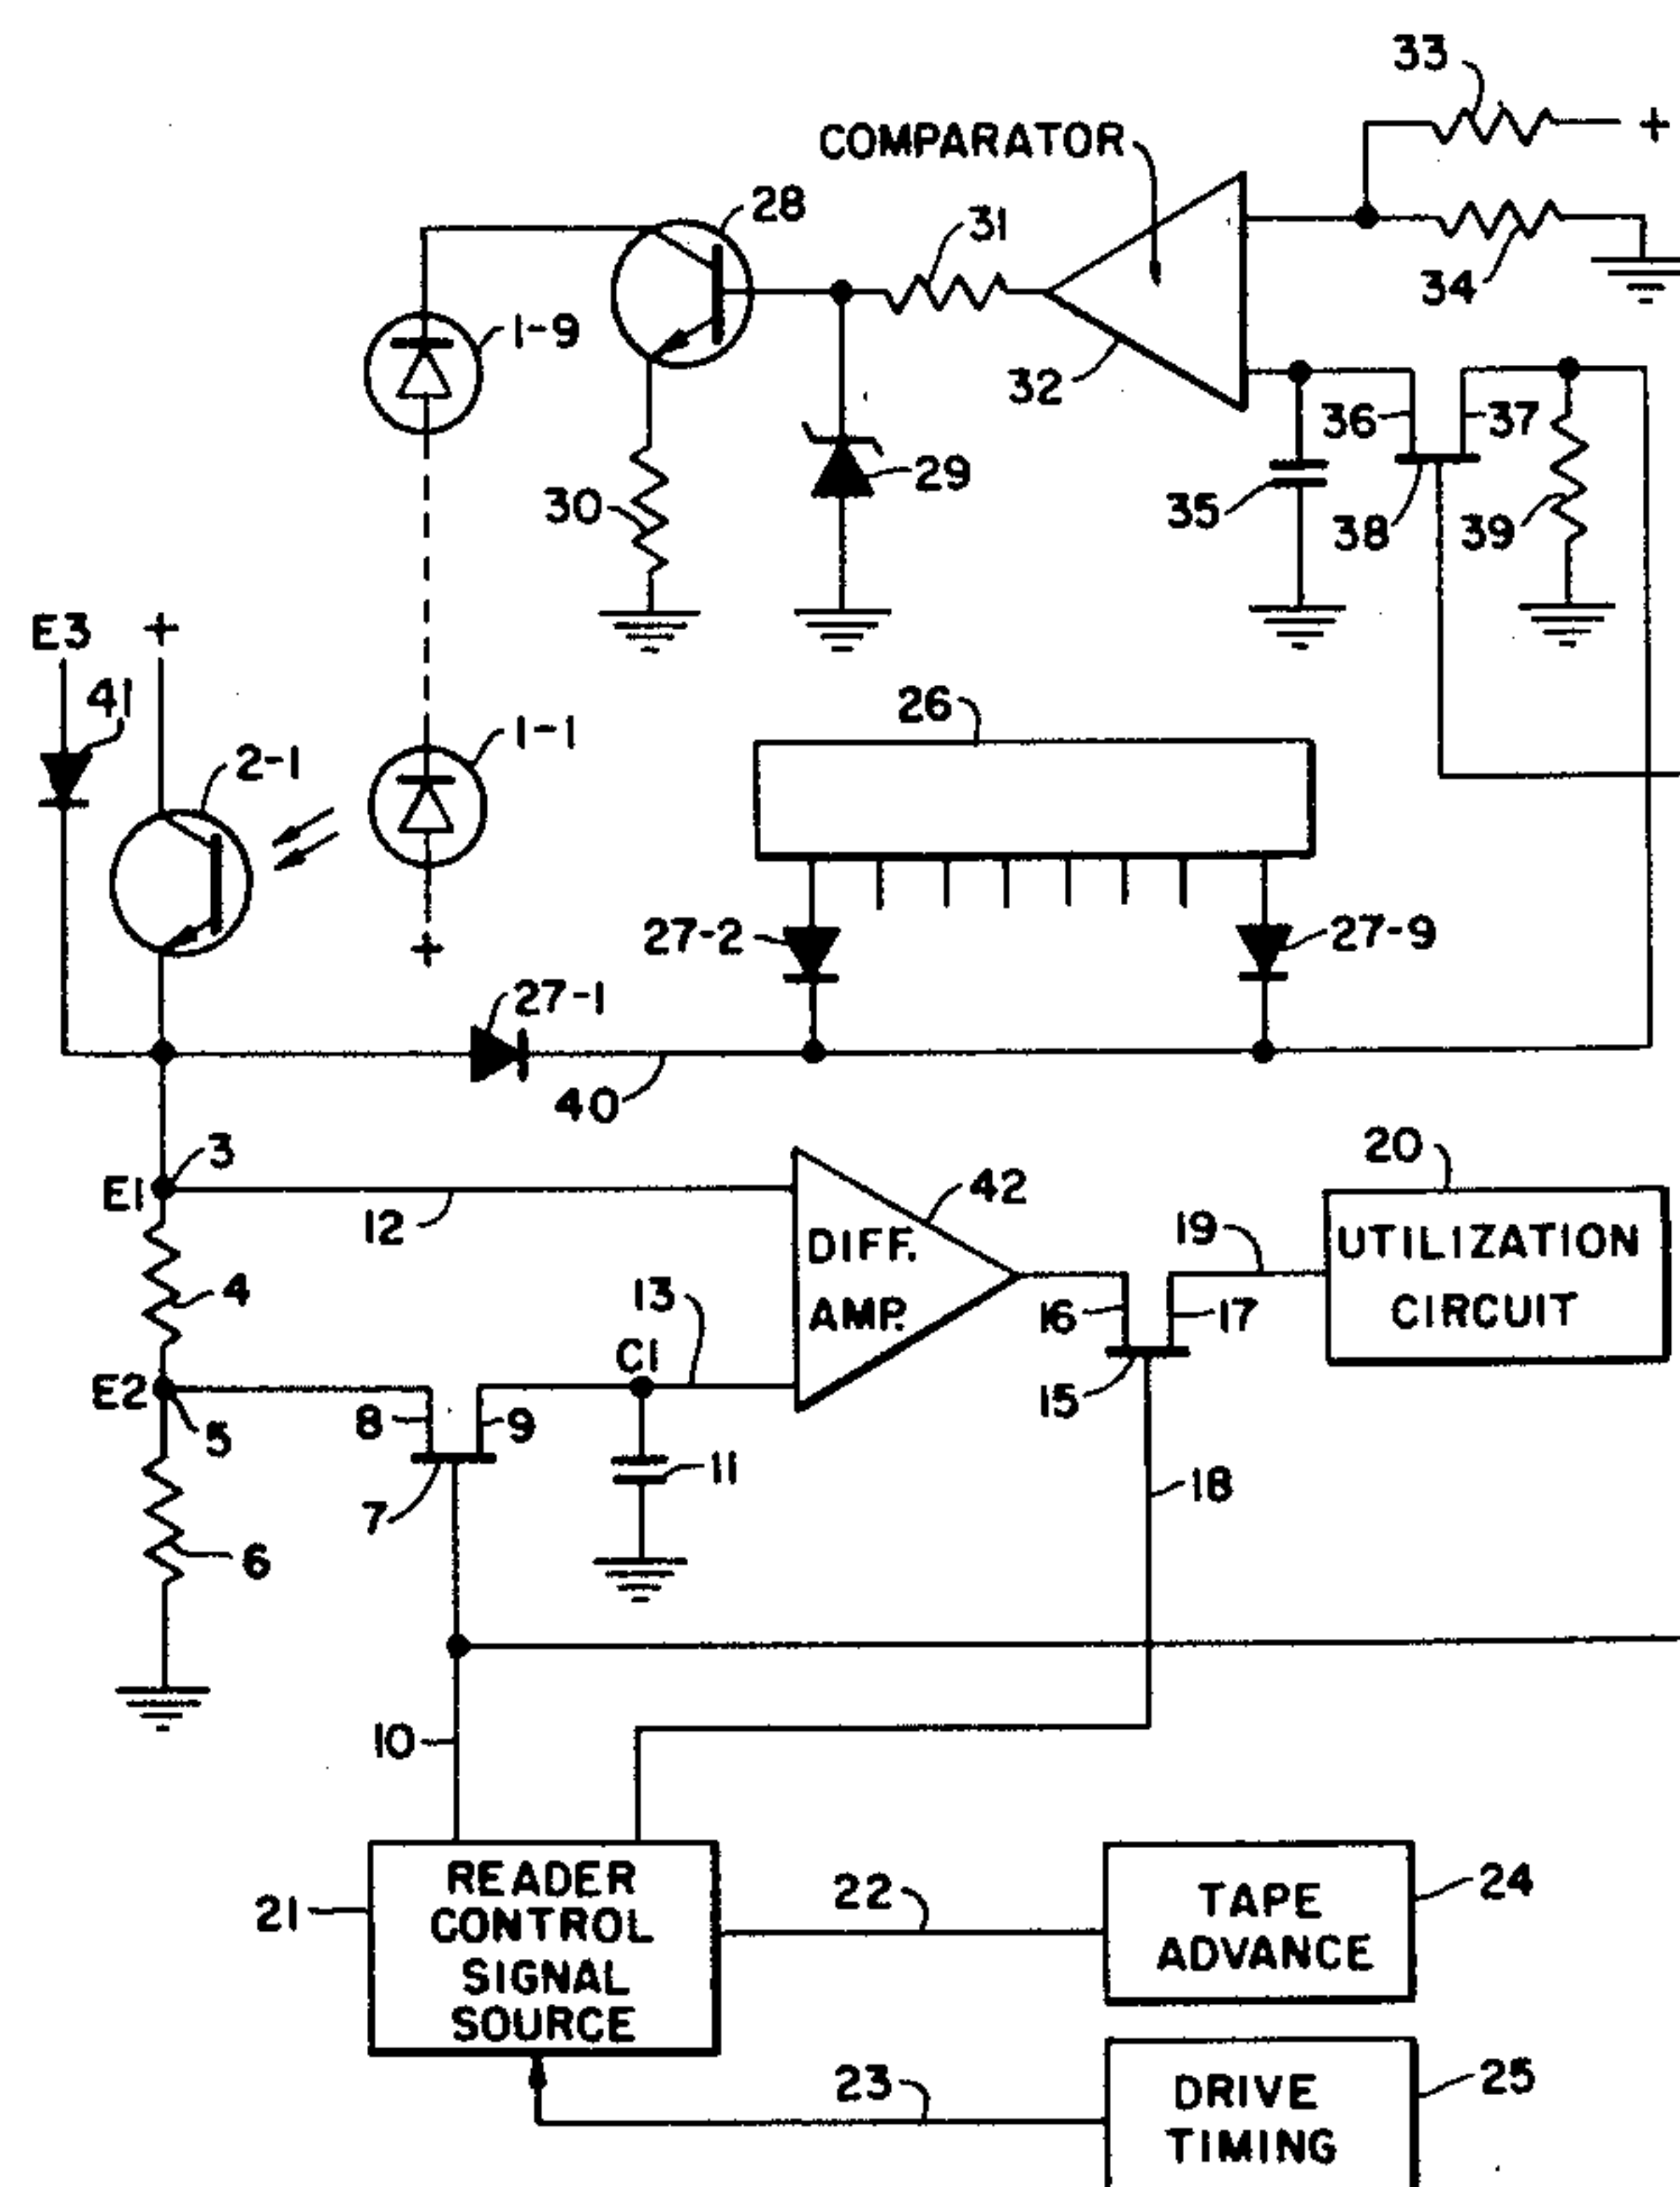 33
+
COMPARATOR
28
31
34
1-9
32
36
37
29
30
35
38
39
E3
+
41
26
1-1
2-1
27-2
27-9
+
27-1
40
20
3
E1
42
12
19
UTILIZATION
CIRCUIT
DIFF.
AMP.
4
13
16
17
C1
E2
15
8
9
5
11
18
7
6
10
READER
CONTROL
SIGNAL
SOURCE
21
22
TAPE
ADVANCE
24
23
DRIVE
TIMING
25